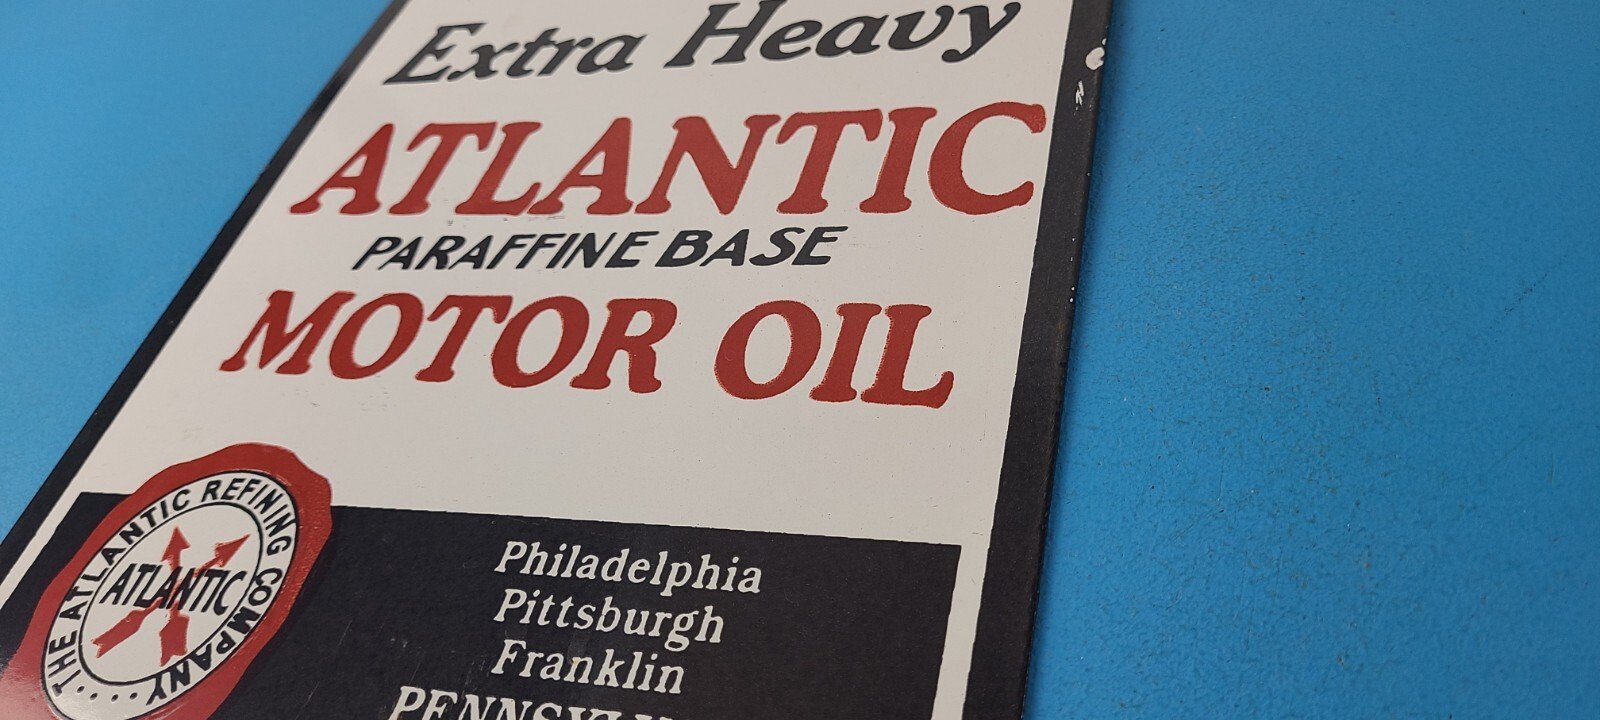 Extra Heavy
ATLANTIC
PARAFFINE BASE
MOTOR OIL
THE ATLANTIC REFINING COMPANY
ATLANTIC
Philadelphia
Pittsburgh
Franklin